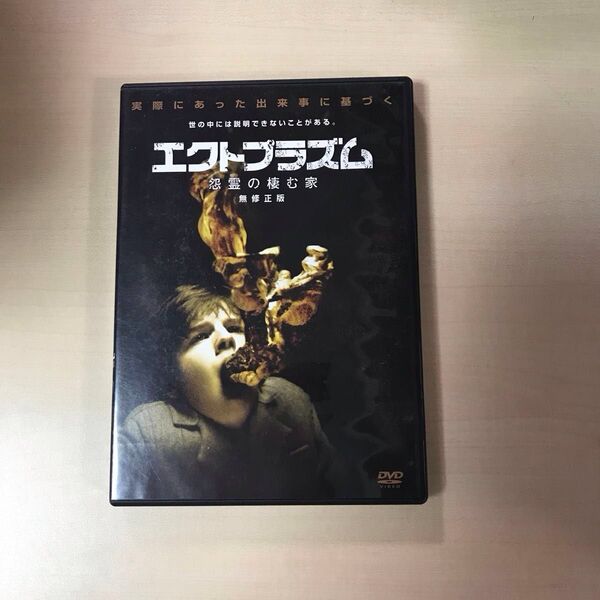 実際にあった出来事に基づく
世の中には説明できないことがある。
エクトプラズム
怨霊の棲む家
無修正版
DVD
VIDEO